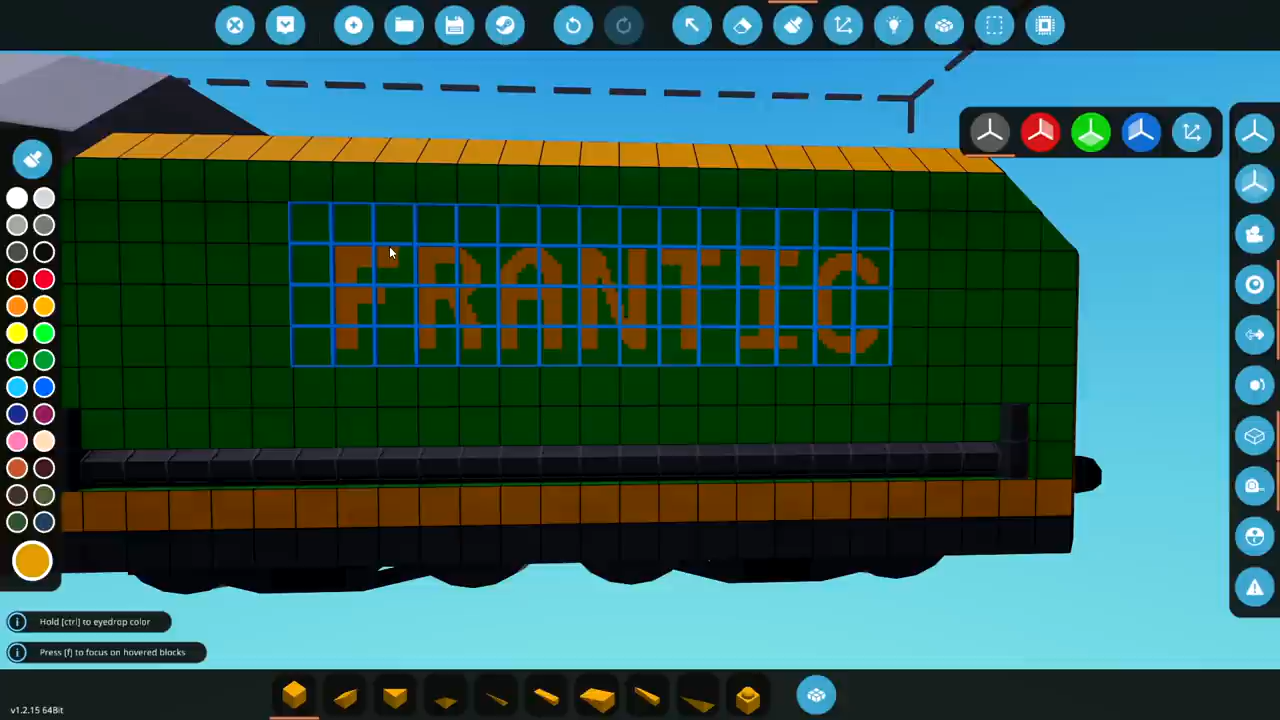 FRANTIC
Hold [ctrl] to eyedrop color
Press [f] to focus on hovered blocks
v1.2.15 64Bit